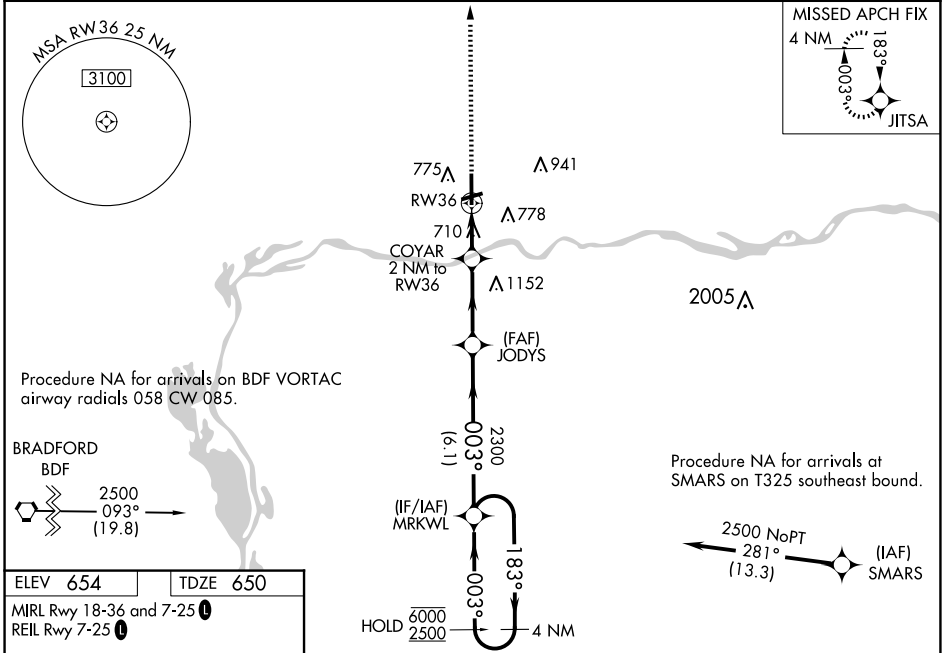 MSA RW36 25 NM
3100
MISSED APCH FIX
4 NM
183°
003°
JITSA
775
941
RW36
778
710
COYAR
2 NM to
RW36
1152
2005
(FAF)
JODYS
Procedure NA for arrivals on BDF VORTAC
airway radials 058 CW 085.
BRADFORD
BDF
2500
093°
(19.8)
2300
003°
(6.1)
Procedure NA for arrivals at
SMARS on T325 southeast bound.
2500 NoPT
281°
(13.3)
(IAF)
SMARS
(IF/IAF)
MRKWL
183°
003°
HOLD
6000
2500
4 NM
ELEV 654
TDZE 650
MIRL Rwy 18-36 and 7-25 L
REIL Rwy 7-25 L